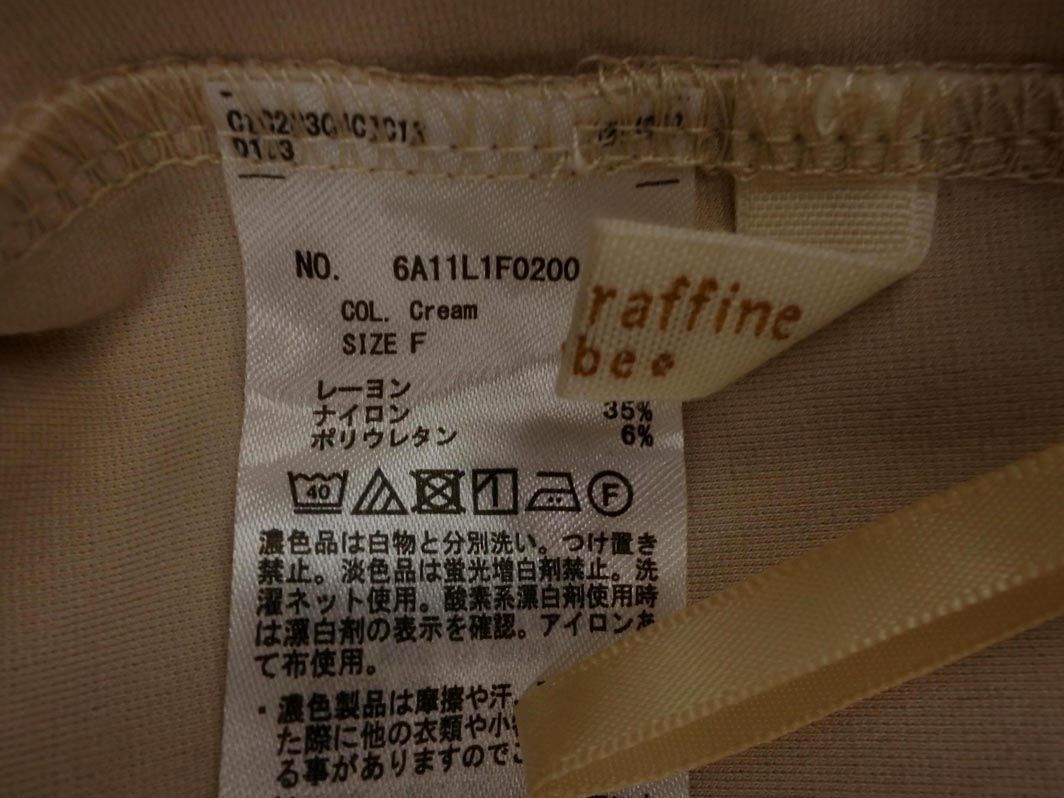 NO. 6A11L1F0200
COL. Cream
SIZE F
raffine
bee
レーヨン
ナイロン 35%
ポリウレタン 6%
40
F
濃色品は白物と分別洗い。つけ置き
禁止。淡色品は蛍光増白剤禁止。洗
濯ネット使用。酸素系漂白剤使用時
は漂白剤の表示を確認。アイロンあ
て布使用。
・濃色製品は摩擦や汗
た際に他の衣類や小
る事がありますのでこ